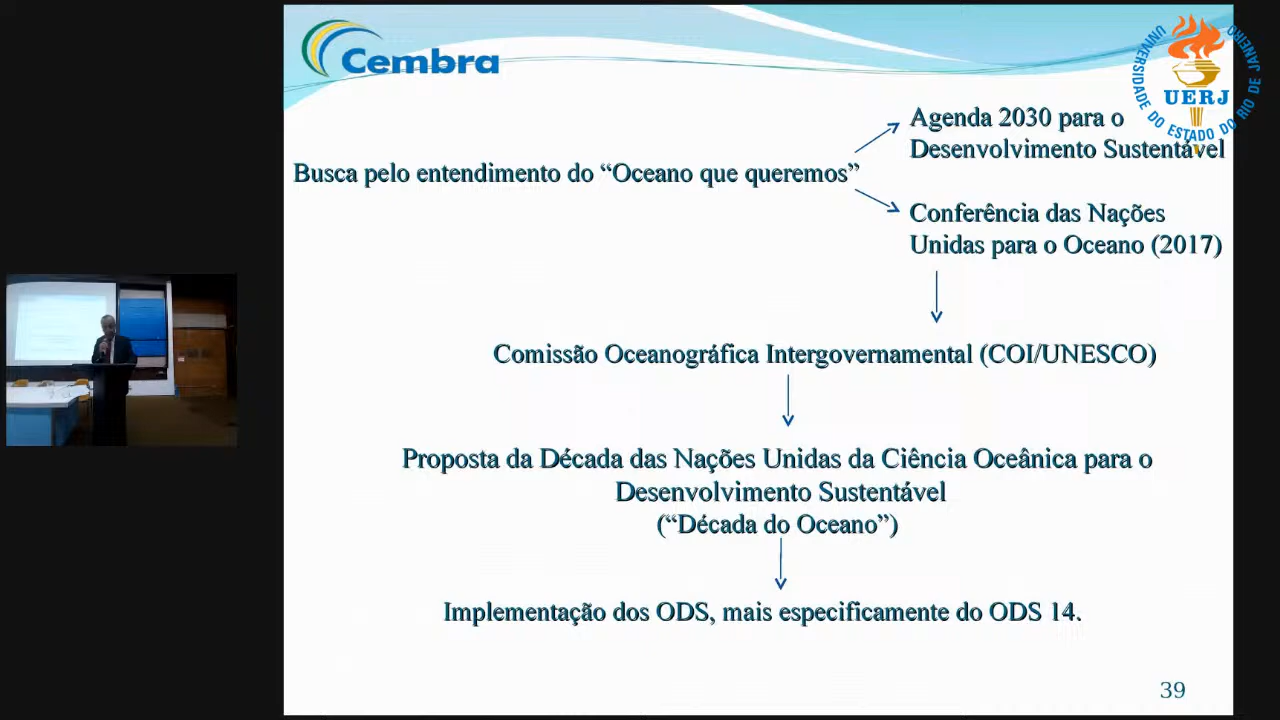 Cembra
UNIVERSIDADE DO ESTADO DO RIO DE JANEIRO
UERJ
Agenda 2030 para o
Desenvolvimento Sustentável
Busca pelo entendimento do “Oceano que queremos”
Conferência das Nações
Unidas para o Oceano (2017)
Comissão Oceanográfica Intergovernamental (COI/UNESCO)
Proposta da Década das Nações Unidas da Ciência Oceânica para o
Desenvolvimento Sustentável
(“Década do Oceano”)
Implementação dos ODS, mais especificamente do ODS 14.
39